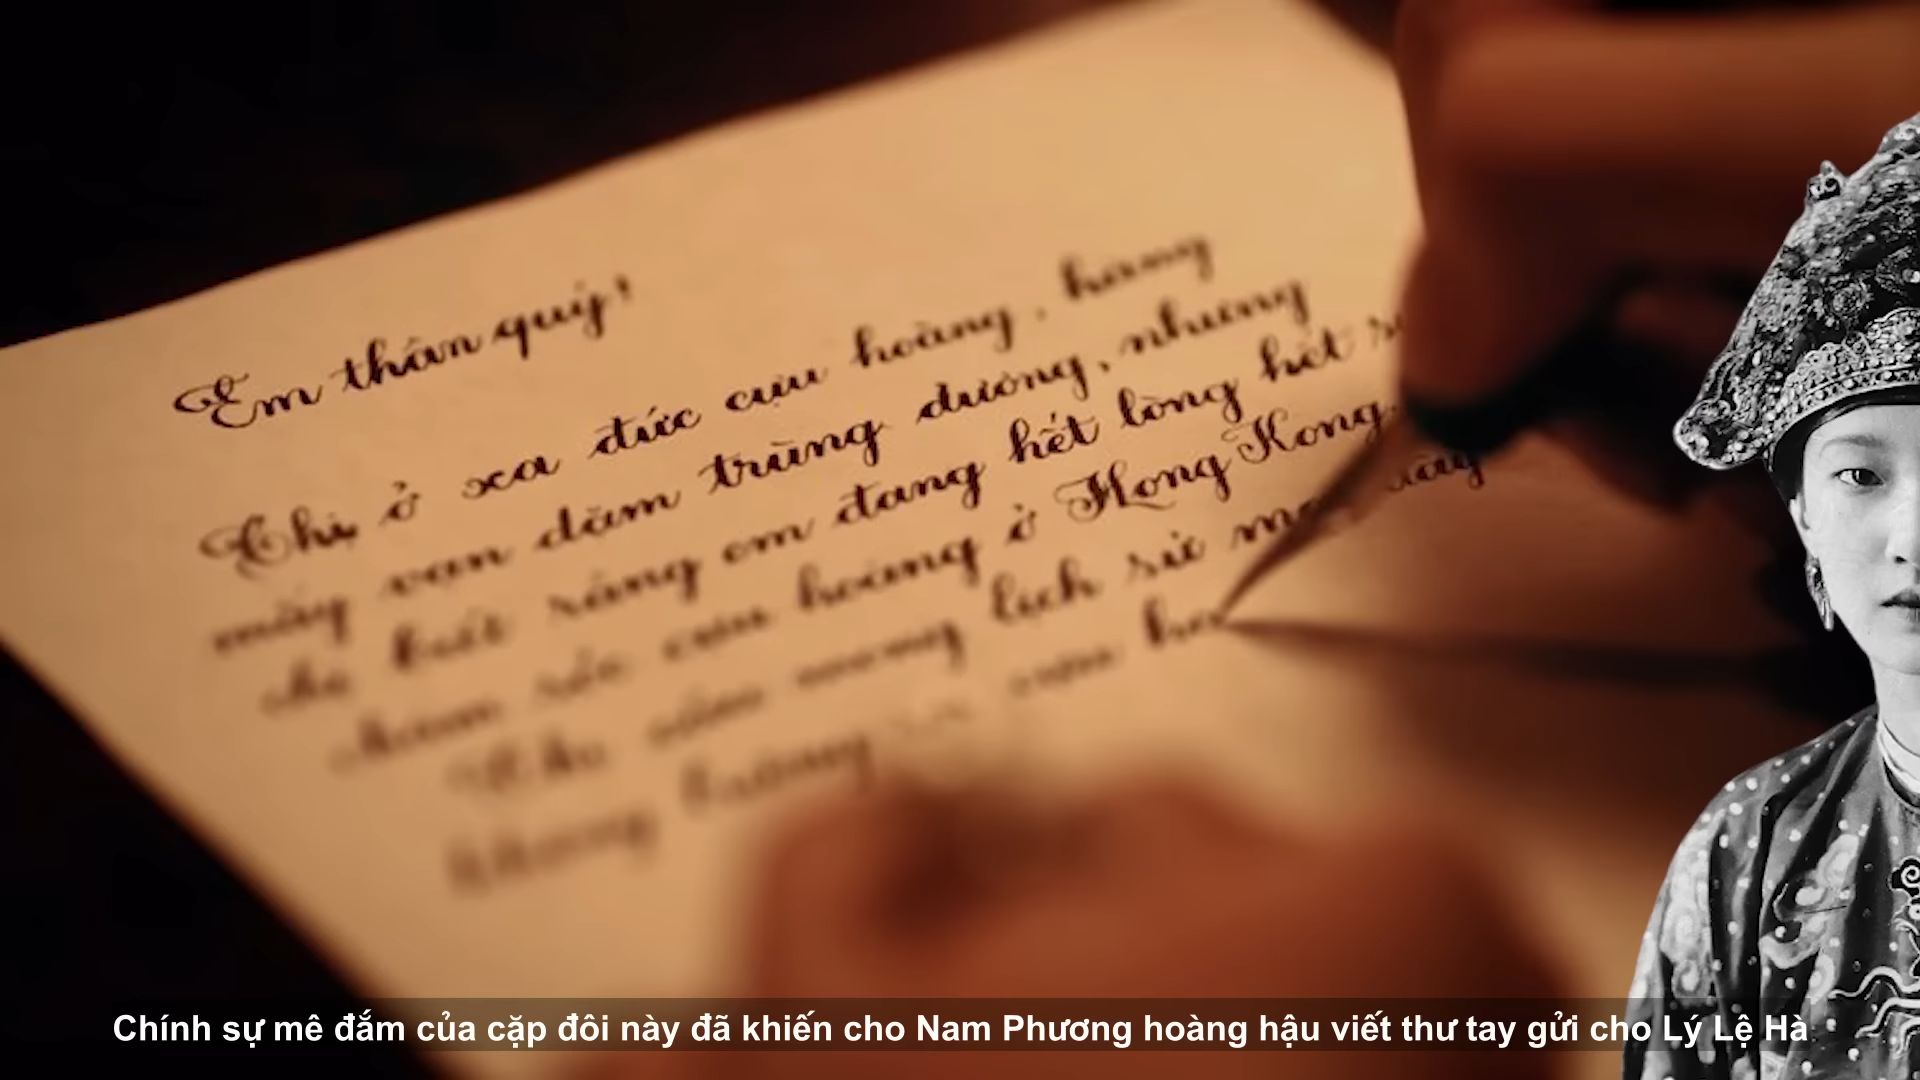 Em thân quý!
Chị ở xa đức cựu hoàng, hàng
mấy vạn dặm trùng dương, nhưng
chị biết rằng em đang hết lòng hết
chăm sóc cựu hoàng ở Hong Kong.
lịch sử
không
Chính sự mê đắm của cặp đôi này đã khiến cho Nam Phương hoàng hậu viết thư tay gửi cho Lý Lệ Hà